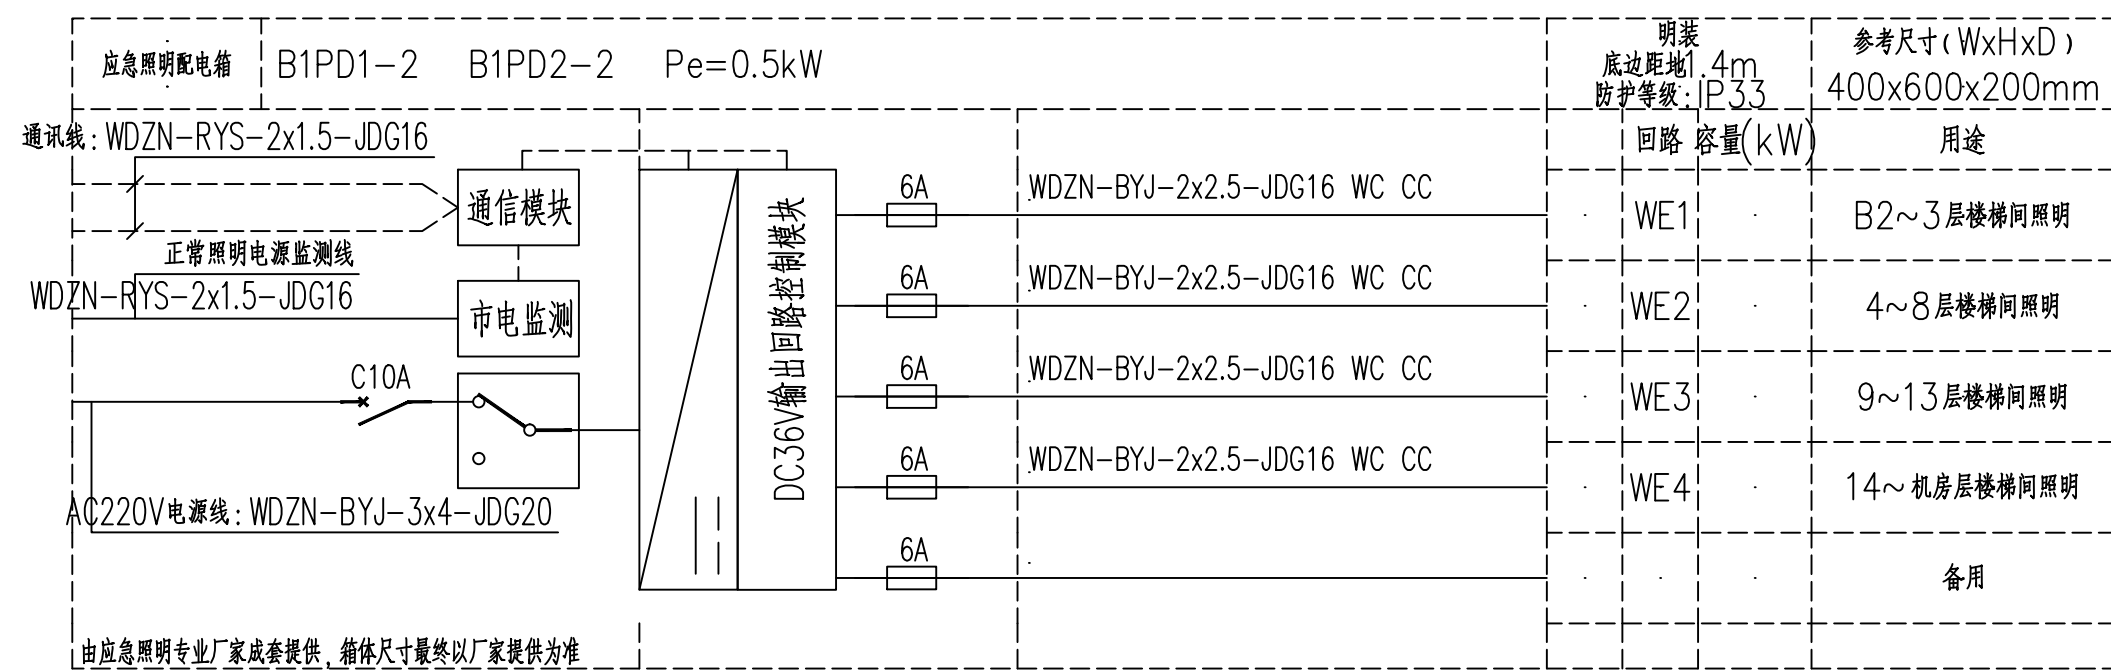 应急照明配电箱
B1PD1-2 B1PD2-2 Pe=0.5kW
明装
底边距地1.4m
防护等级:IP33
参考尺寸(WxHxD)
400x600x200mm
回路 容量(kW) 用途
通讯线:WDZN-RYS-2x1.5-JDG16
通信模块
正常照明电源监测线
WDZN-RYS-2x1.5-JDG16
市电监测
C10A
AC220V电源线:WDZN-BYJ-3x4-JDG20
DC36V输出回路控制模块
6A WDZN-BYJ-2x2.5-JDG16 WC CC WE1 B2~3层楼梯间照明
6A WDZN-BYJ-2x2.5-JDG16 WC CC WE2 4~8层楼梯间照明
6A WDZN-BYJ-2x2.5-JDG16 WC CC WE3 9~13层楼梯间照明
6A WDZN-BYJ-2x2.5-JDG16 WC CC WE4 14~机房层楼梯间照明
6A 备用
由应急照明专业厂家成套提供,箱体尺寸最终以厂家提供为准